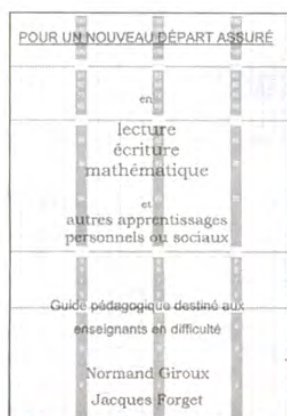 POUR UN NOUVEAU DÉPART ASSURÉ
en
lecture
écriture
mathématique
et
autres apprentissages
personnels ou sociaux
Guide pédagogique destiné aux
enseignants en difficulté
Normand Giroux
Jacques Forget